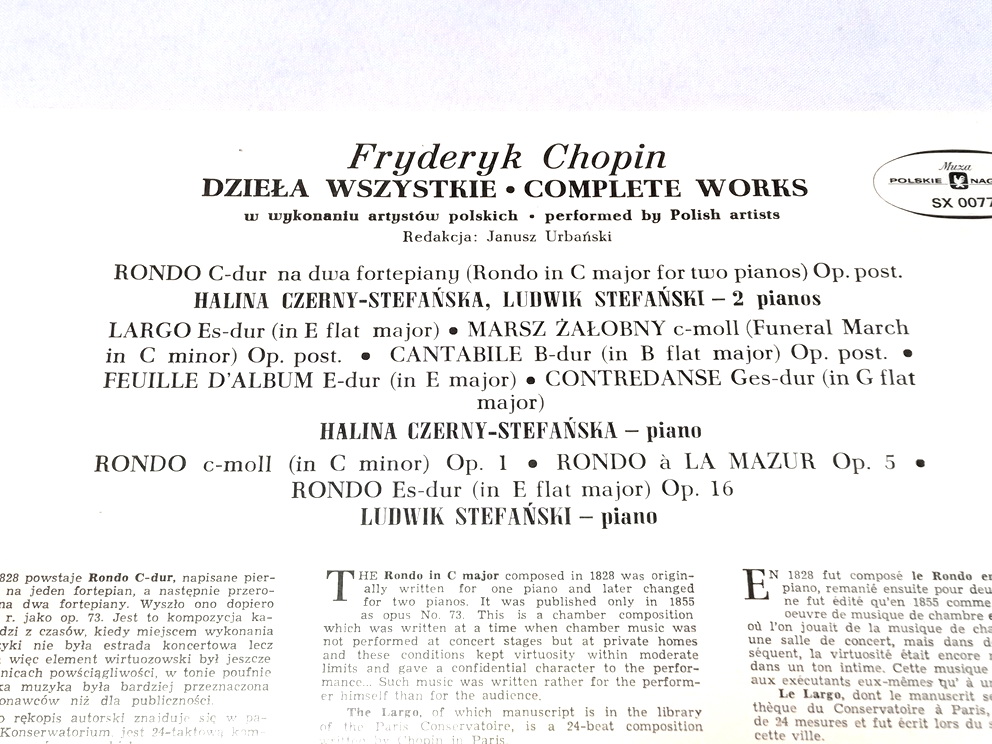 Fryderyk Chopin
DZIEŁA WSZYSTKIE • COMPLETE WORKS
w wykonaniu artystów polskich • performed by Polish artists
Redakcja: Janusz Urbański
Muza
POLSKIE NAG
SX 0077
RONDO C-dur na dwa fortepiany (Rondo in C major for two pianos) Op. post.
HALINA CZERNY-STEFAŃSKA, LUDWIK STEFAŃSKI – 2 pianos
LARGO Es-dur (in E flat major) • MARSZ ŻAŁOBNY c-moll (Funeral March
in C minor) Op. post. • CANTABILE B-dur (in B flat major) Op. post. •
FEUILLE D'ALBUM E-dur (in E major) • CONTREDANSE Ges-dur (in G flat
major)
HALINA CZERNY-STEFAŃSKA – piano
RONDO c-moll (in C minor) Op. 1 • RONDO à LA MAZUR Op. 5 •
RONDO Es-dur (in E flat major) Op. 16
LUDWIK STEFAŃSKI – piano
828 powstaje Rondo C-dur, napisane pier-
na jeden fortepian, a następnie przero-
na dwa fortepiany. Wyszło ono dopiero
r. jako op. 73. Jest to kompozycja ka-
dzi z czasów, kiedy miejscem wykonania
yki nie była estrada koncertowa lecz
więc element wirtuozowski był jeszcze
nicach powściągliwości, w tonie poufnie
ka muzyka była bardziej przeznaczona
onawców niż dla publiczności.
o rękopis autorski znajduje się w pa-
Konserwatorium, jest 24-taktową kom-
THE Rondo in C major composed in 1828 was origin-
ally written for one piano and later changed
for two pianos. It was published only in 1855
as opus No. 73. This is a chamber composition
which was written at a time when chamber music was
not performed at concert stages but at private homes
and these conditions kept virtuosity within moderate
limits and gave a confidential character to the perfor-
mance... Such music was written rather for the perform-
er himself than for the audience.
The Largo, of which manuscript is in the library
of the Paris Conservatoire, is a 24-beat composition
written by Chopin in Paris.
EN 1828 fut composé le Rondo en
piano, remanié ensuite pour deu
ne fut édité qu'en 1855 comme
oeuvre de musique de chambre e
où l'on jouait de la musique de cha
une salle de concert, mais dans d
séquent, la virtuosité était encore
dans un ton intime. Cette musique
aux exécutants eux-mêmes qu' à un
Le Largo, dont le manuscrit se
thèque du Conservatoire à Paris,
de 24 mesures et fut écrit lors du s
cette ville.